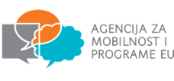 AGENCIJA ZA
MOBILNOST I
PROGRAME EU